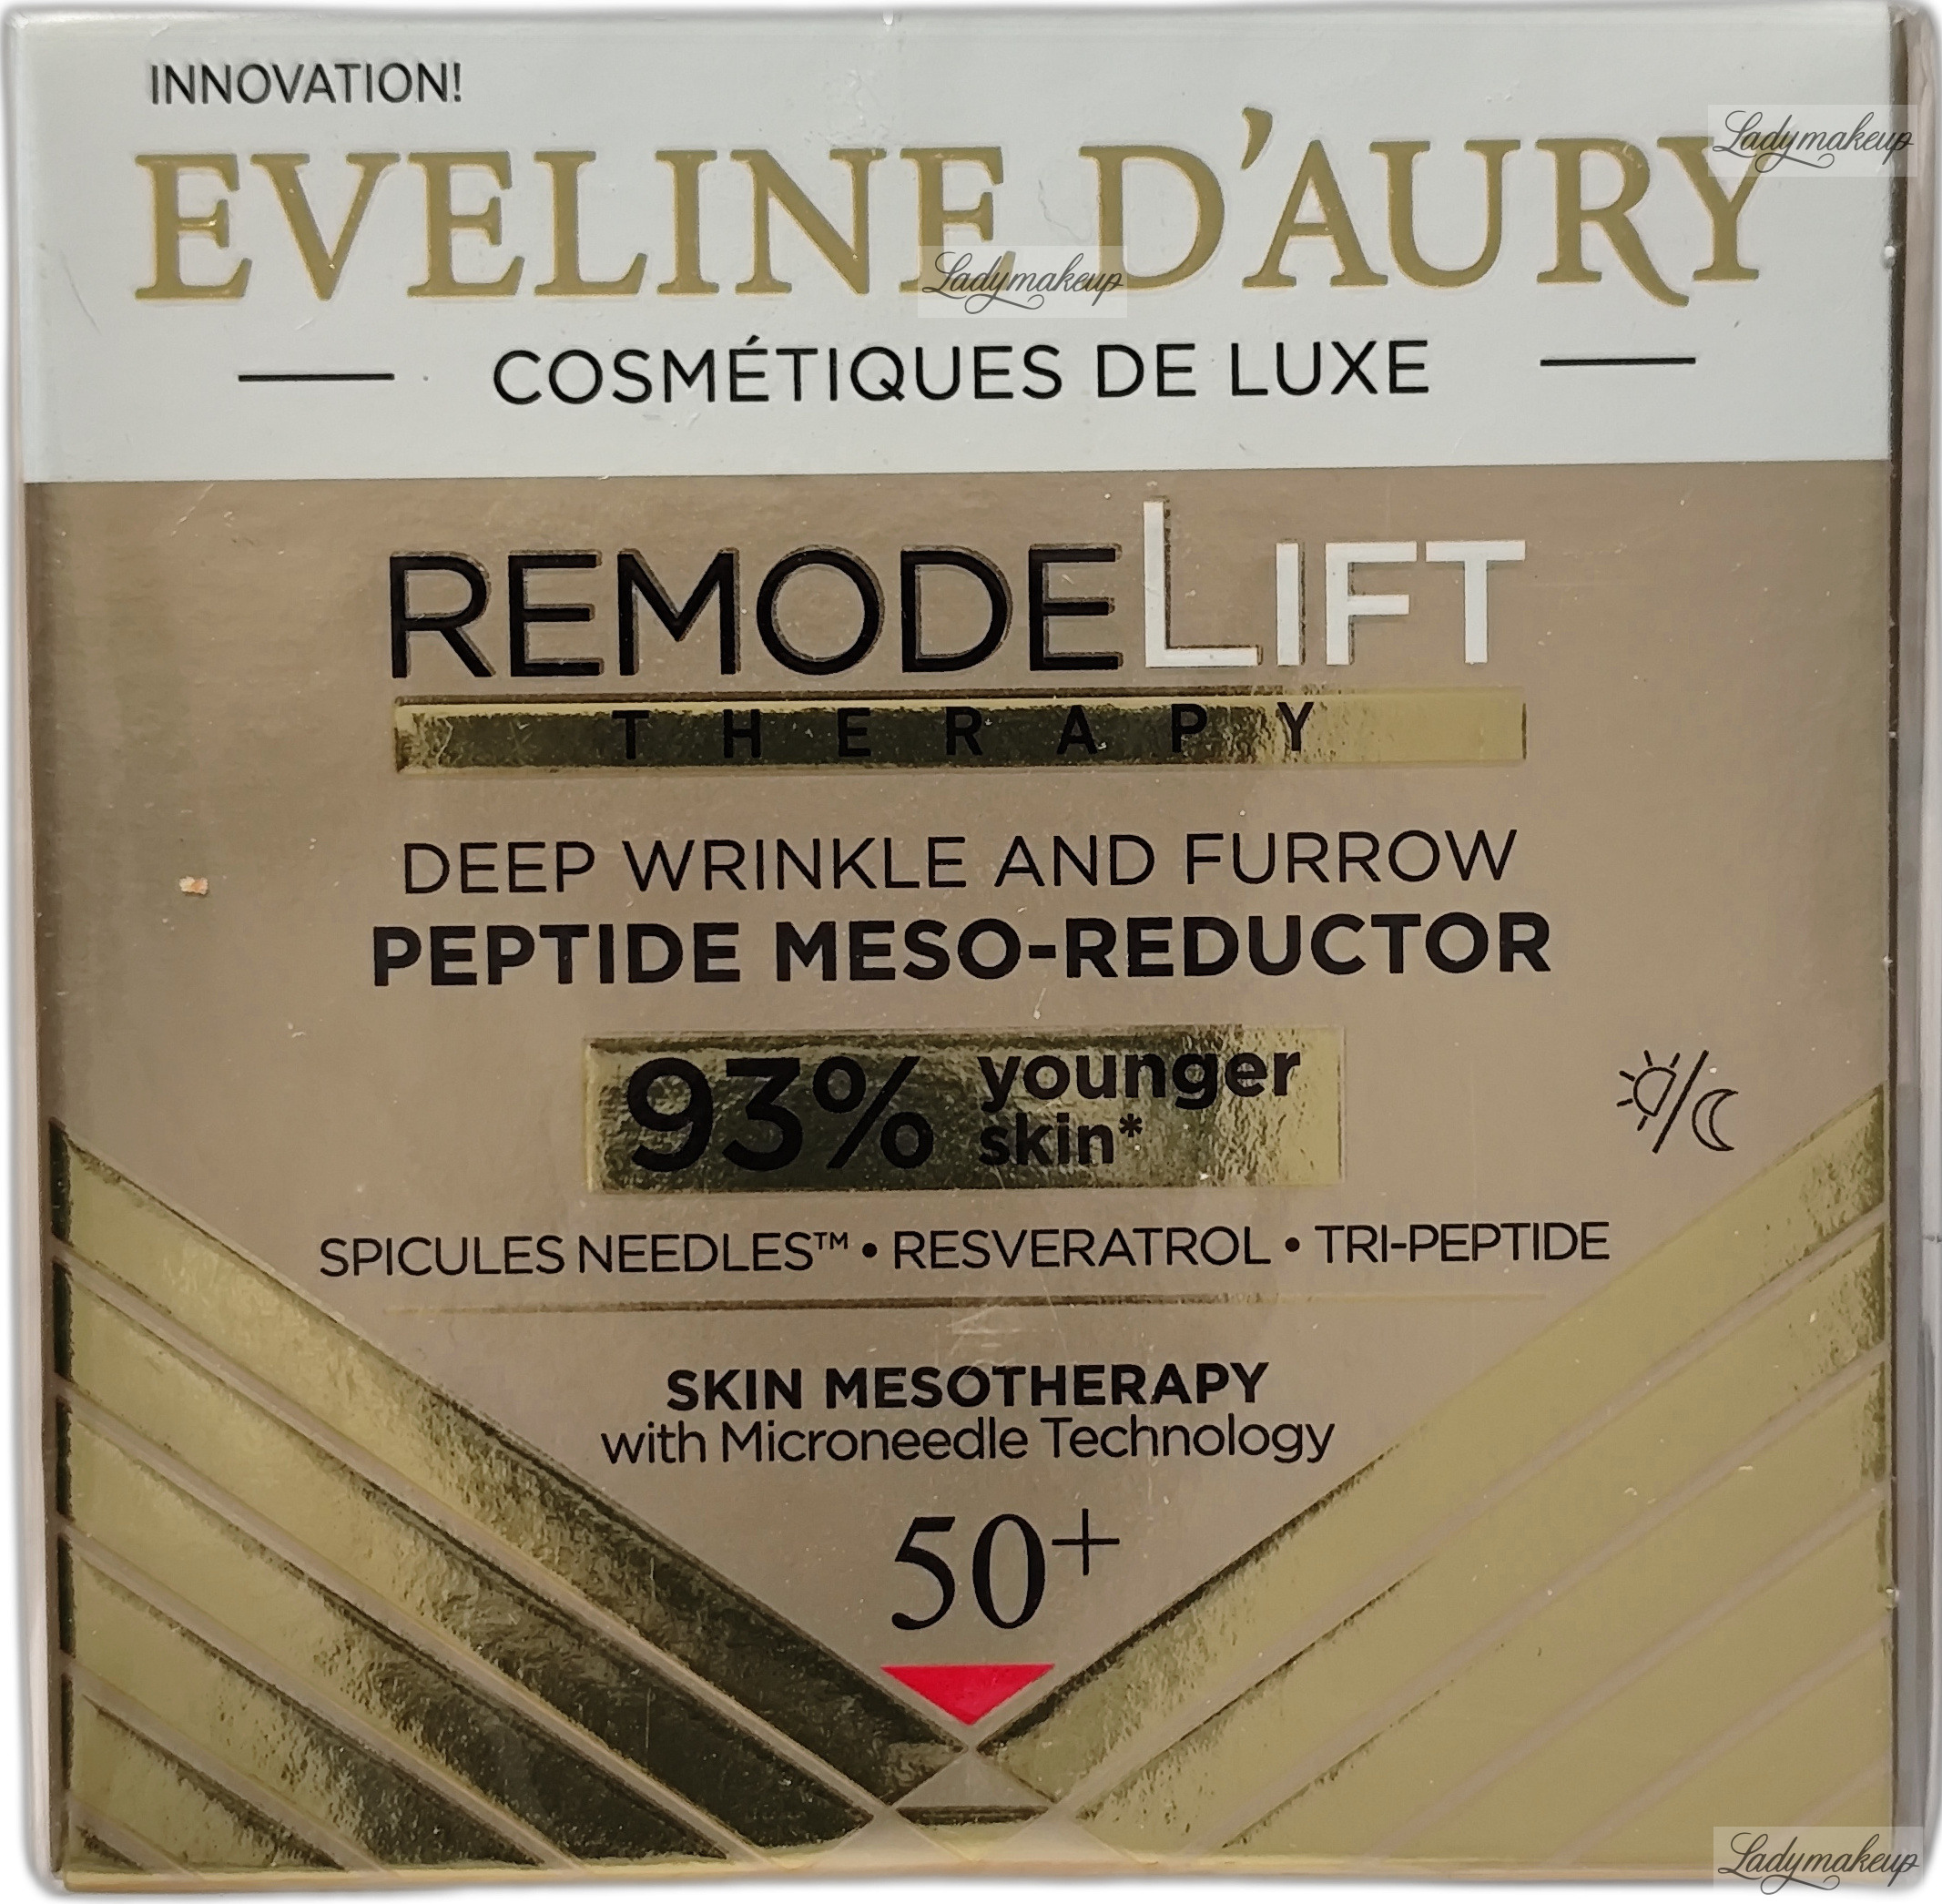 INNOVATION!
EVELINE D'AURY
COSMÉTIQUES DE LUXE
REMODELIFT
THERAPY
DEEP WRINKLE AND FURROW
PEPTIDE MESO-REDUCTOR
93% younger
skin*
SPICULES NEEDLES™ • RESVERATROL • TRI-PEPTIDE
SKIN MESOTHERAPY
with Microneedle Technology
50+
Ladymakeup
Ladymakeup
Ladymakeup